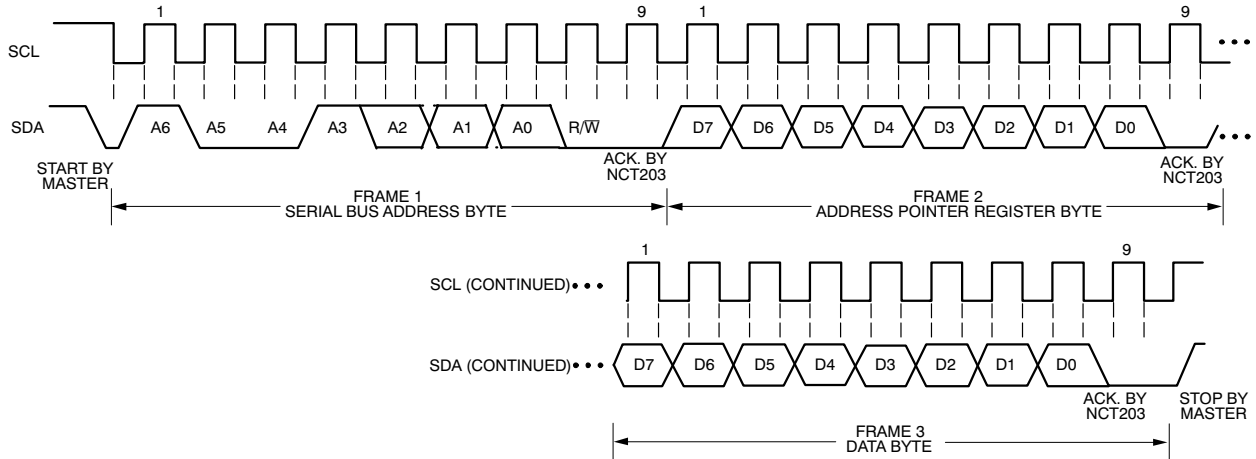 1 9 1 9
SCL
SDA A6 A5 A4 A3 A2 A1 A0 R/W̅ D7 D6 D5 D4 D3 D2 D1 D0
START BY
MASTER
ACK. BY
NCT203
ACK. BY
NCT203
FRAME 1
SERIAL BUS ADDRESS BYTE
FRAME 2
ADDRESS POINTER REGISTER BYTE
1 9
SCL (CONTINUED)
SDA (CONTINUED) D7 D6 D5 D4 D3 D2 D1 D0
ACK. BY
NCT203
STOP BY
MASTER
FRAME 3
DATA BYTE